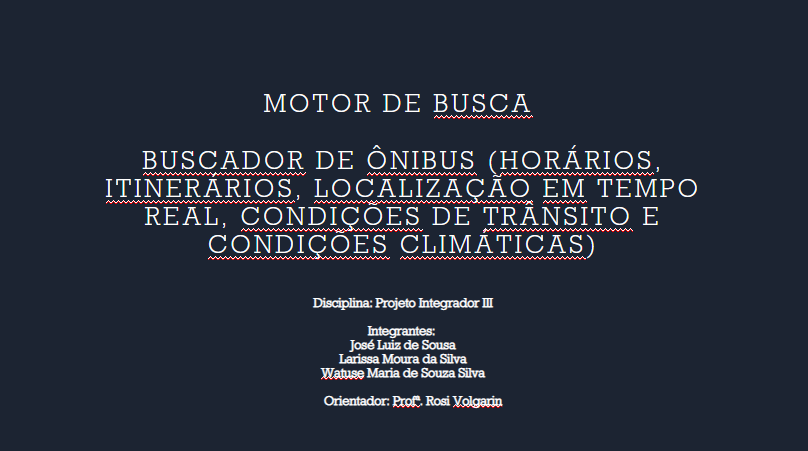 MOTOR DE BUSCA
BUSCADOR DE ÔNIBUS (HORÁRIOS,
ITINERÁRIOS, LOCALIZAÇÃO EM TEMPO
REAL, CONDIÇÕES DE TRÂNSITO E
CONDIÇÕES CLIMÁTICAS)
Disciplina: Projeto Integrador III
Integrantes:
José Luiz de Sousa
Larissa Moura da Silva
Watuse Maria de Souza Silva
Orientador: Profª. Rosi Volgarin